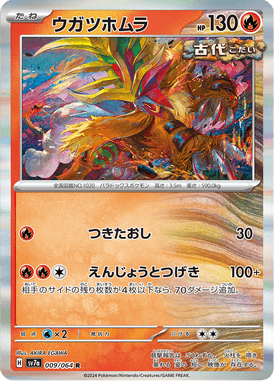 たね
ウガツホムラ
HP 130
古代 こだい
全国図鑑NO.1020 パラドックスポケモン 高さ:3.5m 重さ:590.0kg
つきたおし 30
えんじょうとつげき 100+
相手のサイドの残り枚数が4枚以下なら、70ダメージ追加。
弱点 ×2 抵抗力 にげる
Illus. AKIRA EGAWA
H sv7a 009/064 R
©2024 Pokémon/Nintendo/Creatures/GAME FREAK.